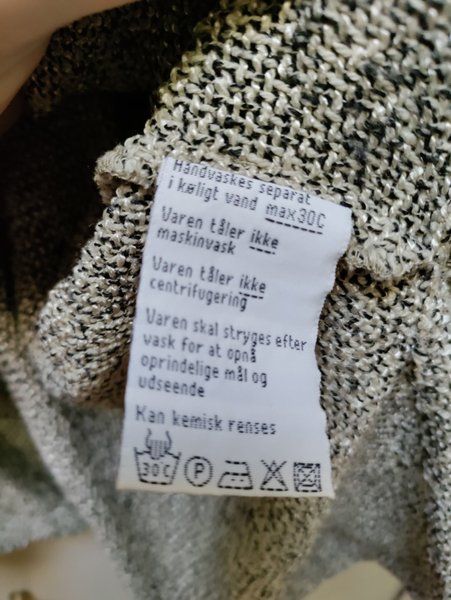 Håndvaskes separat
i køligt vand max30C
Varen tåler ikke
maskinvask
Varen tåler ikke
centrifugering
Varen skal stryges efter
vask for at opnå
oprindelige mål og
udseende
Kan kemisk renses
30C P